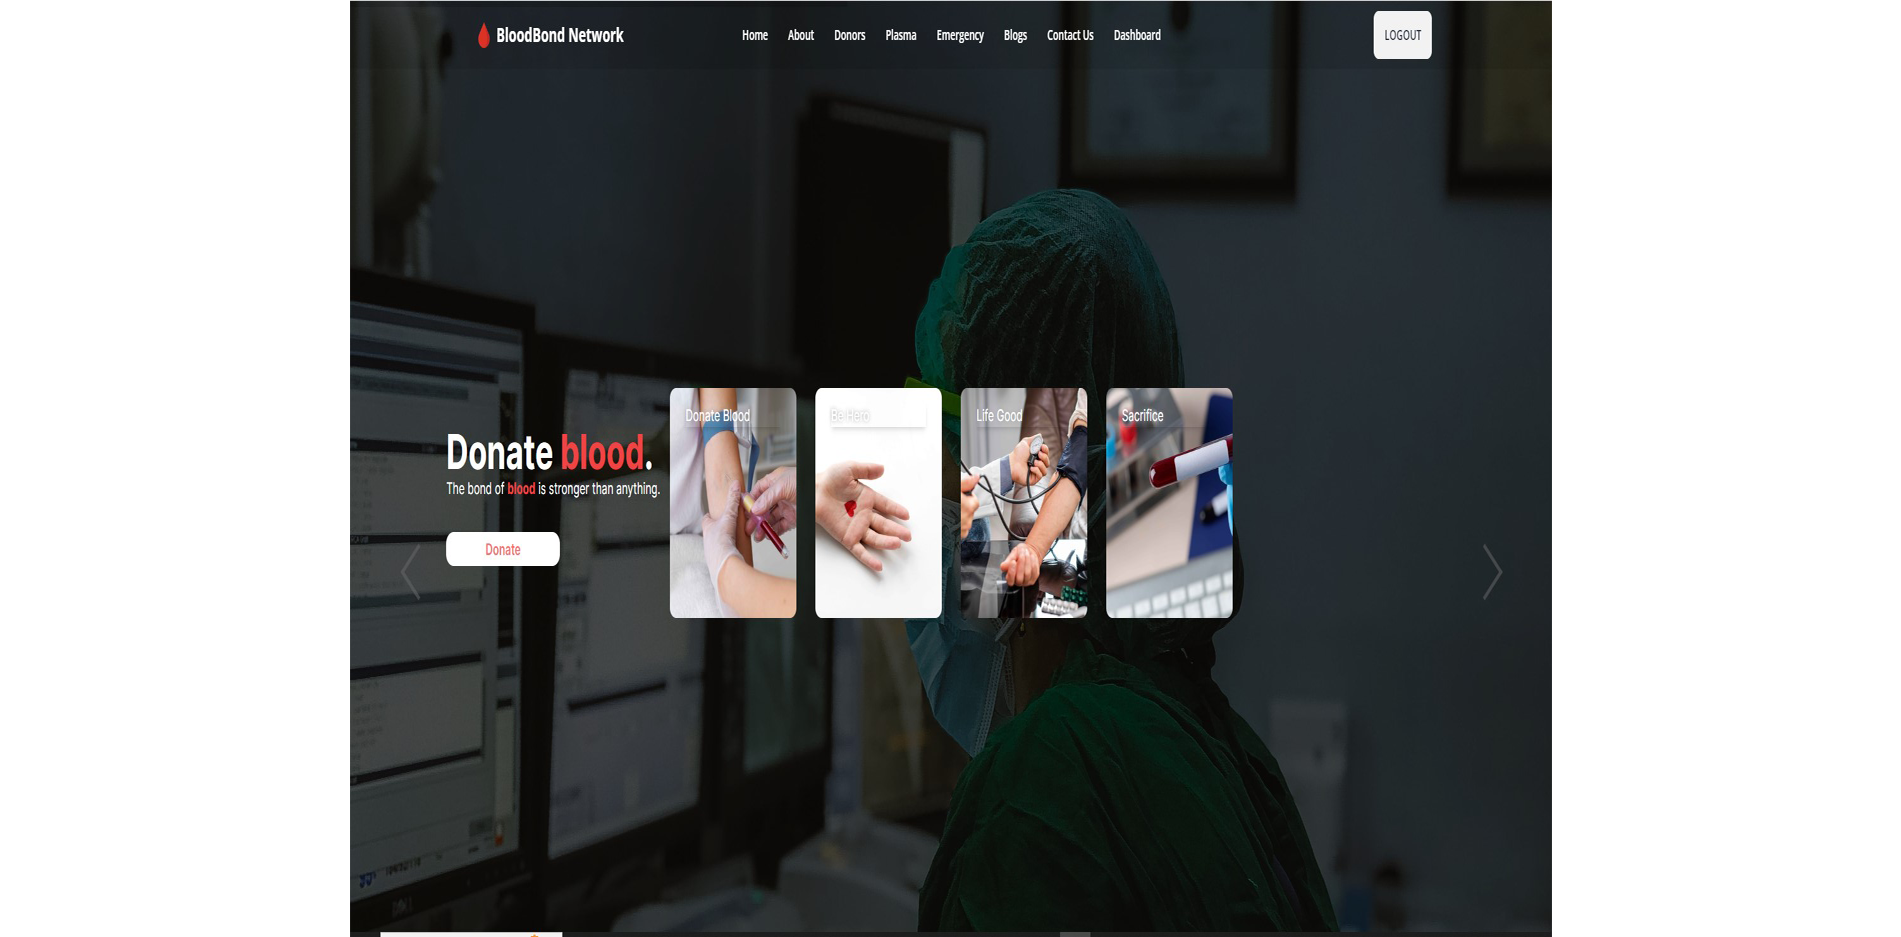 BloodBond Network
Home About Donors Plasma Emergency Blogs Contact Us Dashboard
LOGOUT
Donate blood.
The bond of blood is stronger than anything.
Donate
Donate Blood
Be Hero
Life Good
Sacrifice